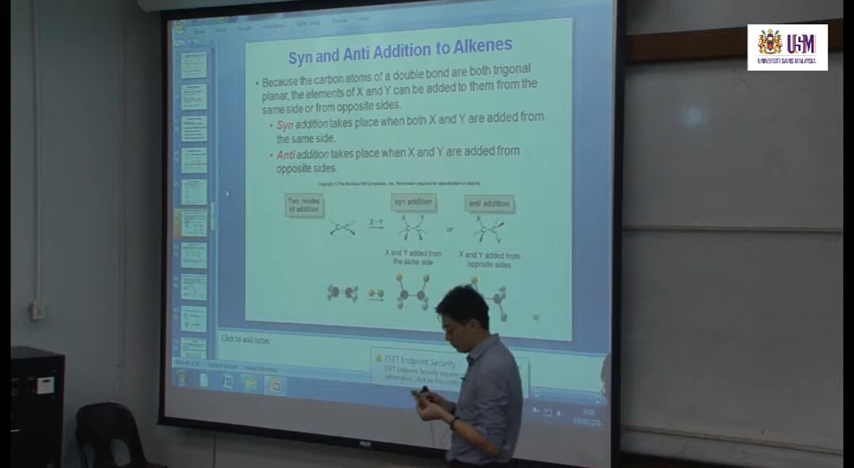 USM
UNIVERSITI SAINS MALAYSIA
Syn and Anti Addition to Alkenes
• Because the carbon atoms of a double bond are both trigonal
planar, the elements of X and Y can be added to them from the
same side or from opposite sides.
• Syn addition takes place when both X and Y are added from
the same side.
• Anti addition takes place when X and Y are added from
opposite sides.
Two modes
of addition
syn addition
anti addition
X–Y
X
Y
or
X
Y
X and Y added from
the same side
X and Y added from
opposite sides
Click to add notes
ESET Endpoint Security